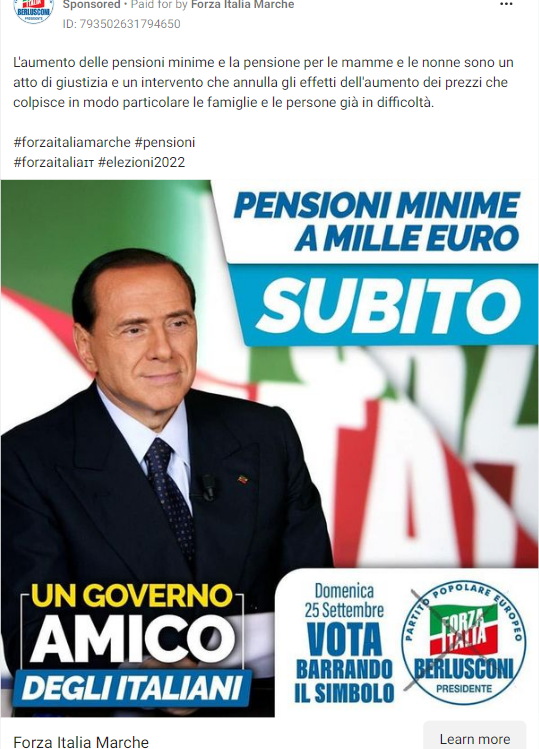 Sponsored • Paid for by Forza Italia Marche
ID: 793502631794650
L'aumento delle pensioni minime e la pensione per le mamme e le nonne sono un
atto di giustizia e un intervento che annulla gli effetti dell'aumento dei prezzi che
colpisce in modo particolare le famiglie e le persone già in difficoltà.
#forzaitaliamarche #pensioni
#forzaitaliaɪᴛ #elezioni2022
PENSIONI MINIME
A MILLE EURO
SUBITO
UN GOVERNO
AMICO
DEGLI ITALIANI
Domenica
25 Settembre
VOTA
BARRANDO
IL SIMBOLO
PARTITO POPOLARE EUROPEO
FORZA
ITALIA
BERLUSCONI
PRESIDENTE
Forza Italia Marche
Learn more